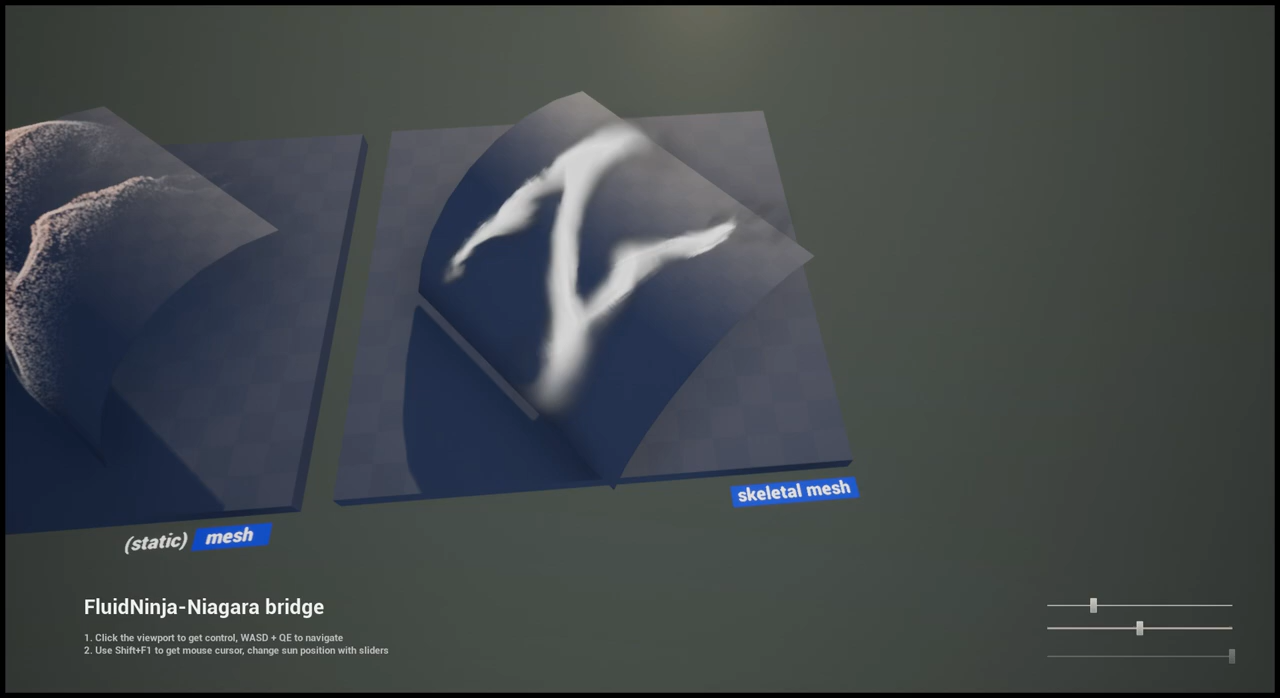 skeletal mesh
(static) mesh
FluidNinja-Niagara bridge
1. Click the viewport to get control, WASD + QE to navigate
2. Use Shift+F1 to get mouse cursor, change sun position with sliders